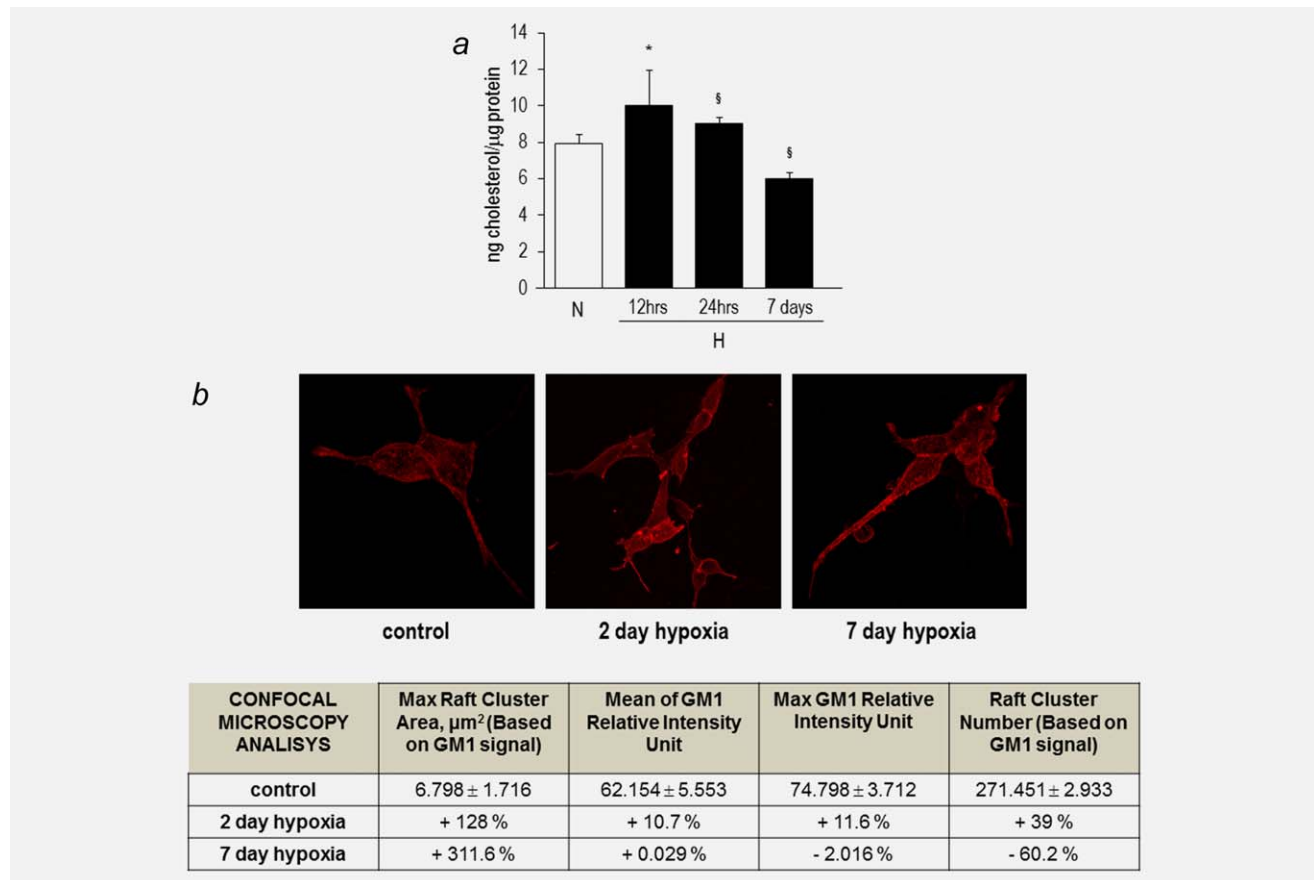 a
ng cholesterol/µg protein
14
12
10
8
6
4
2
0
*
§
§
N
12hrs 24hrs 7 days
H
b
control 2 day hypoxia 7 day hypoxia
CONFOCAL
MICROSCOPY
ANALISYS
Max Raft Cluster
Area, µm² (Based
on GM1 signal)
Mean of GM1
Relative Intensity
Unit
Max GM1 Relative
Intensity Unit
Raft Cluster
Number (Based on
GM1 signal)
control 6.798 ± 1.716 62.154 ± 5.553 74.798 ± 3.712 271.451 ± 2.933
2 day hypoxia + 128 % + 10.7 % + 11.6 % + 39 %
7 day hypoxia + 311.6 % + 0.029 % - 2.016 % - 60.2 %